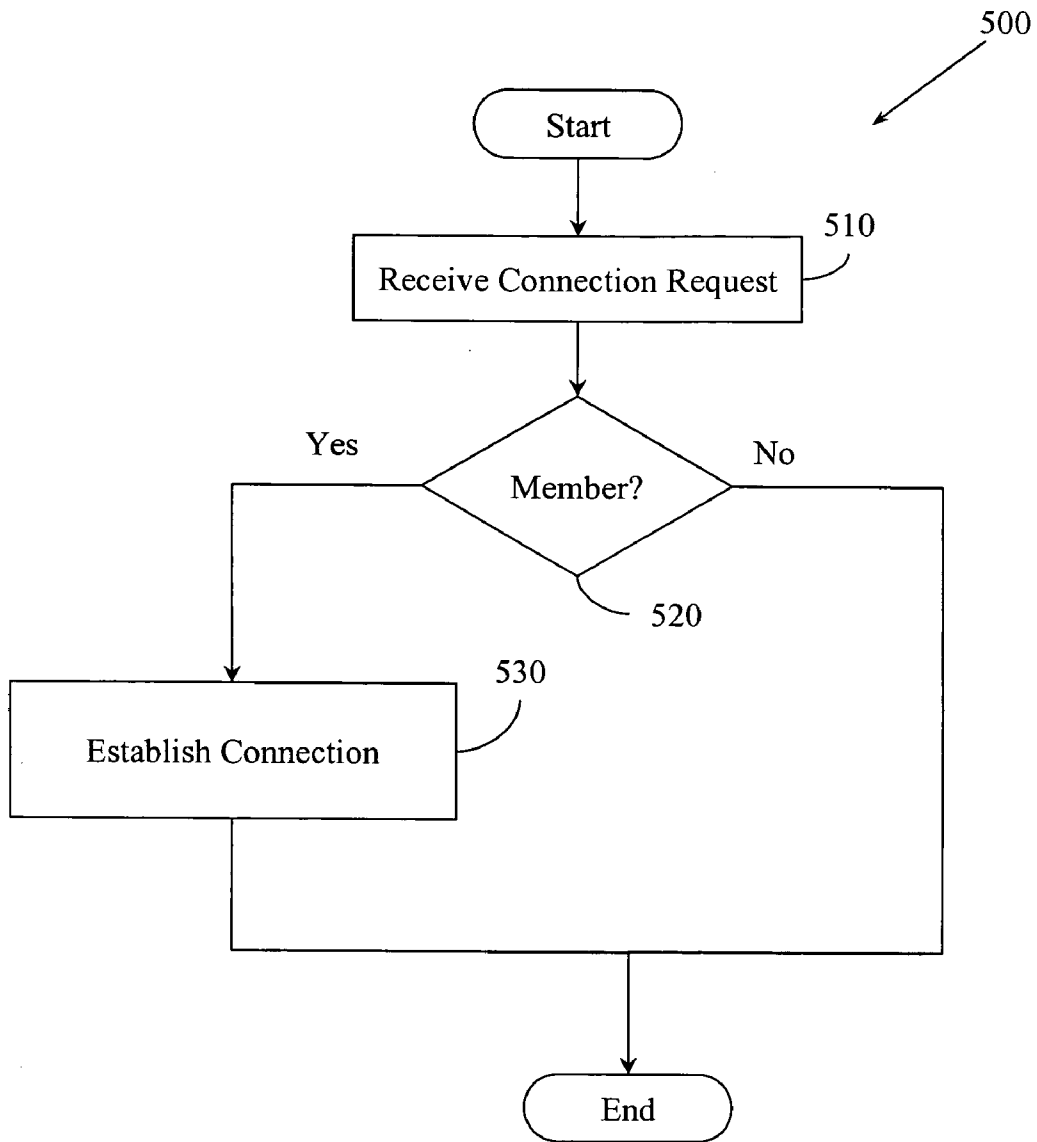 500
Start
510
Receive Connection Request
Yes
No
Member?
520
530
Establish Connection
End